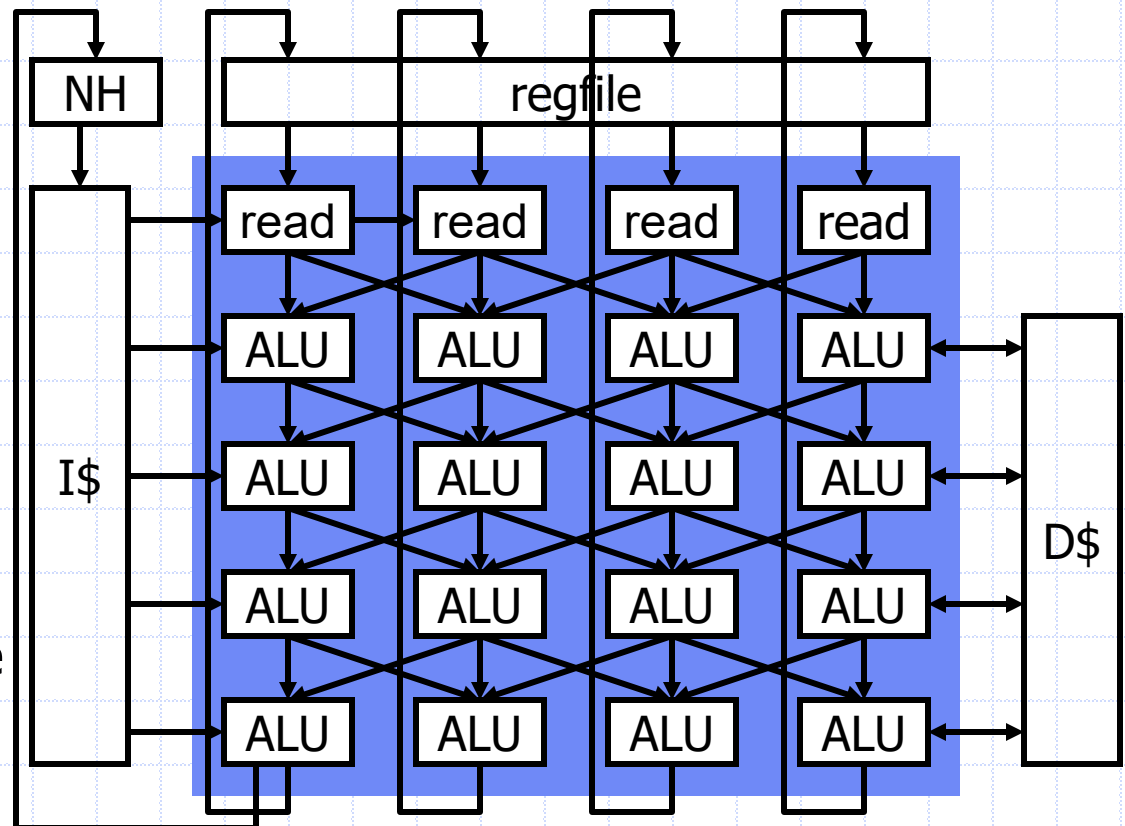 NH
regfile
read read read read
ALU ALU ALU ALU
I$
ALU ALU ALU ALU
D$
ALU ALU ALU ALU
e
ALU ALU ALU ALU